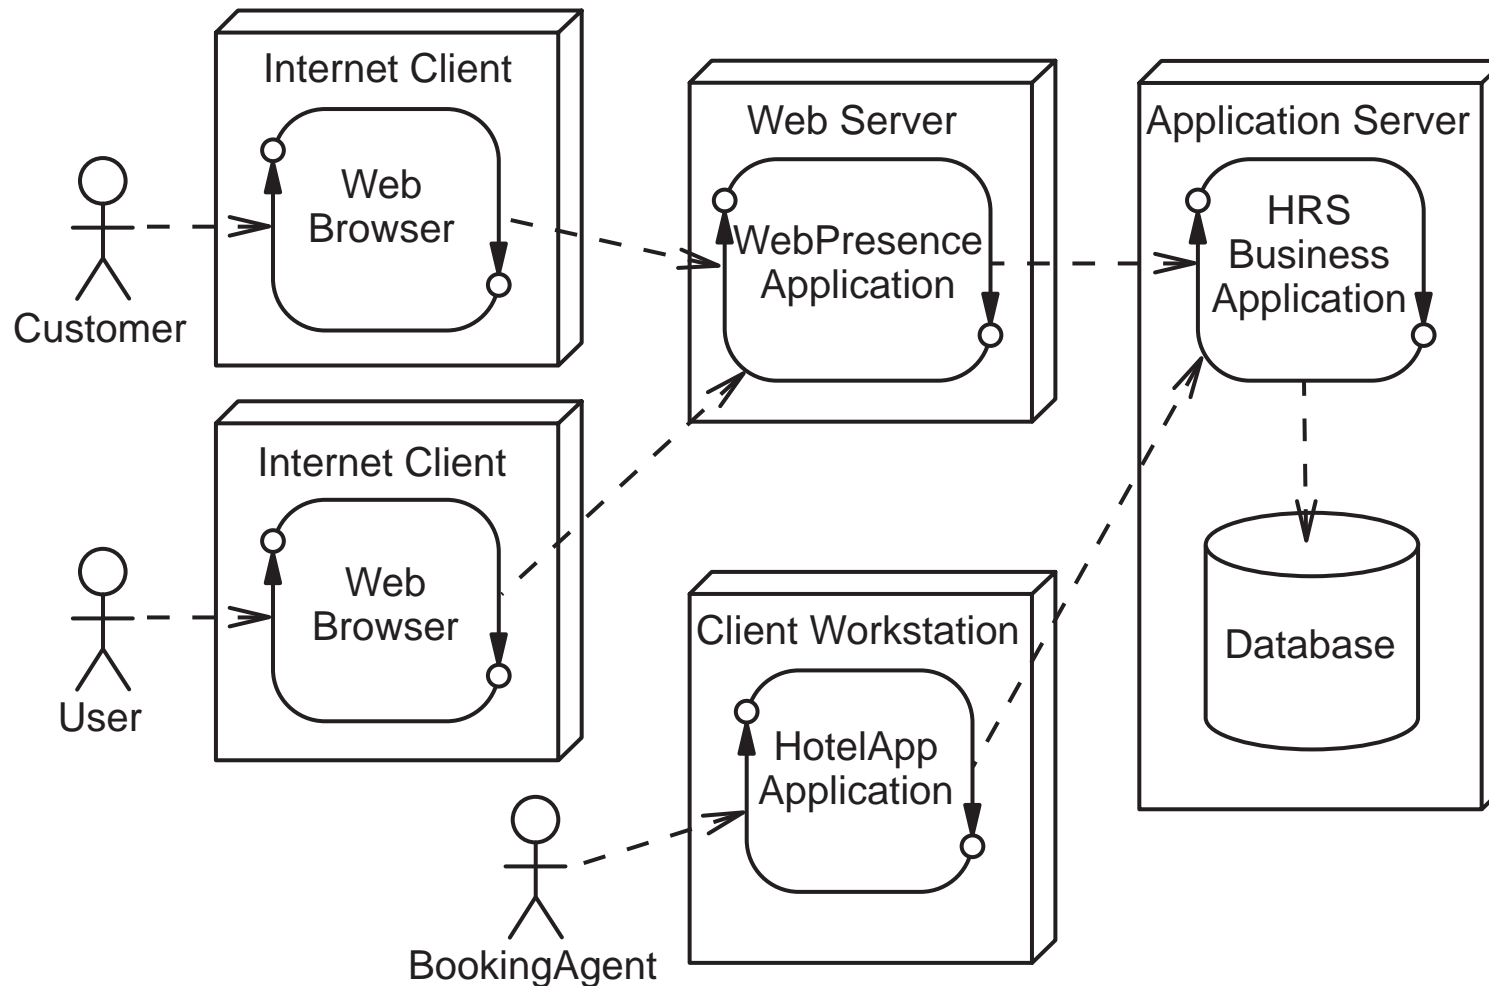 Internet Client
Web
Browser
Customer
Web Server
WebPresence
Application
Application Server
HRS
Business
Application
Internet Client
Web
Browser
User
Client Workstation
HotelApp
Application
BookingAgent
Database